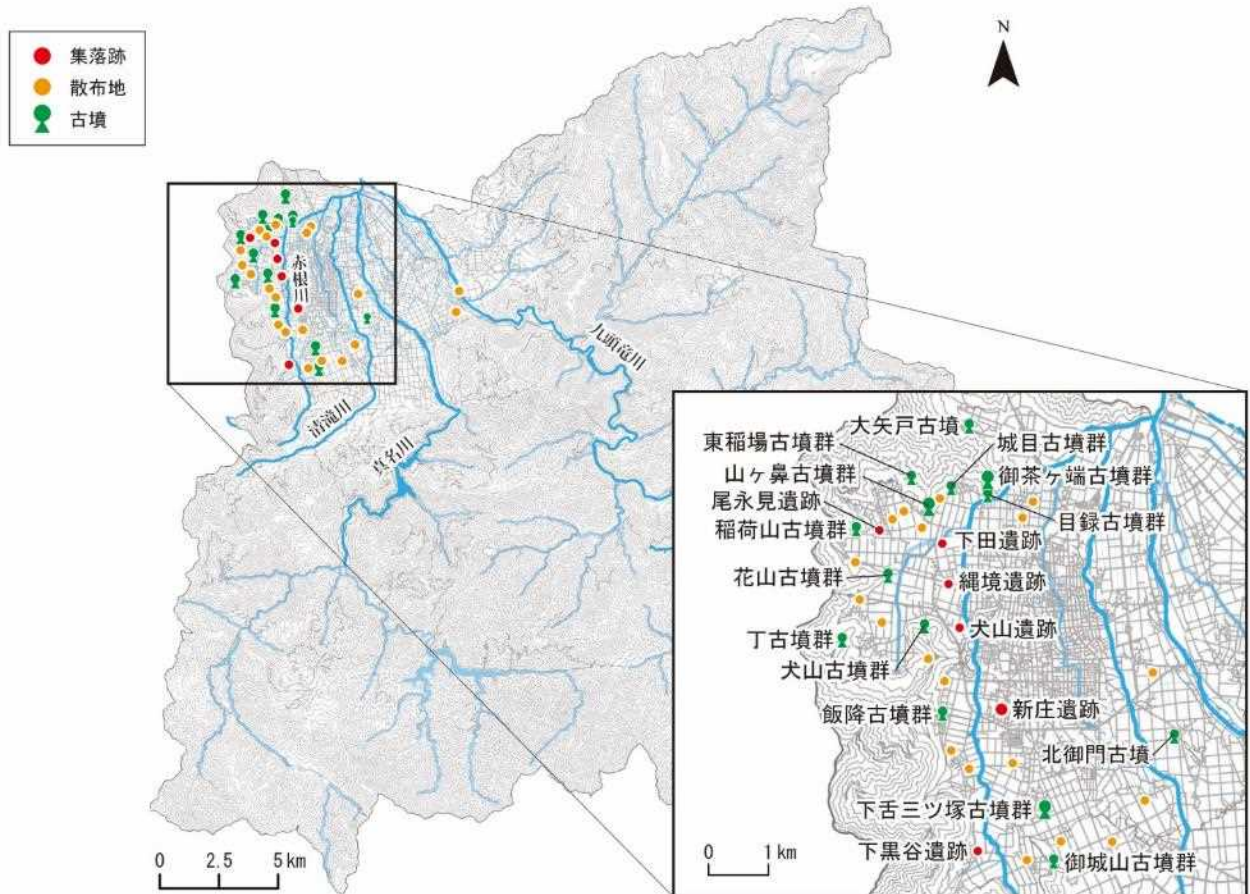 集落跡
散布地
古墳
N
赤根川
九頭竜川
清滝川
真名川
0 2.5 5km
大矢戸古墳
東稲場古墳群
城目古墳群
山ヶ鼻古墳群
御茶ヶ端古墳群
尾永見遺跡
目録古墳群
稲荷山古墳群
下田遺跡
花山古墳群
縄境遺跡
丁古墳群
犬山遺跡
犬山古墳群
飯降古墳群
新庄遺跡
北御門古墳
下舌三ツ塚古墳群
0 1km
下黒谷遺跡
御城山古墳群